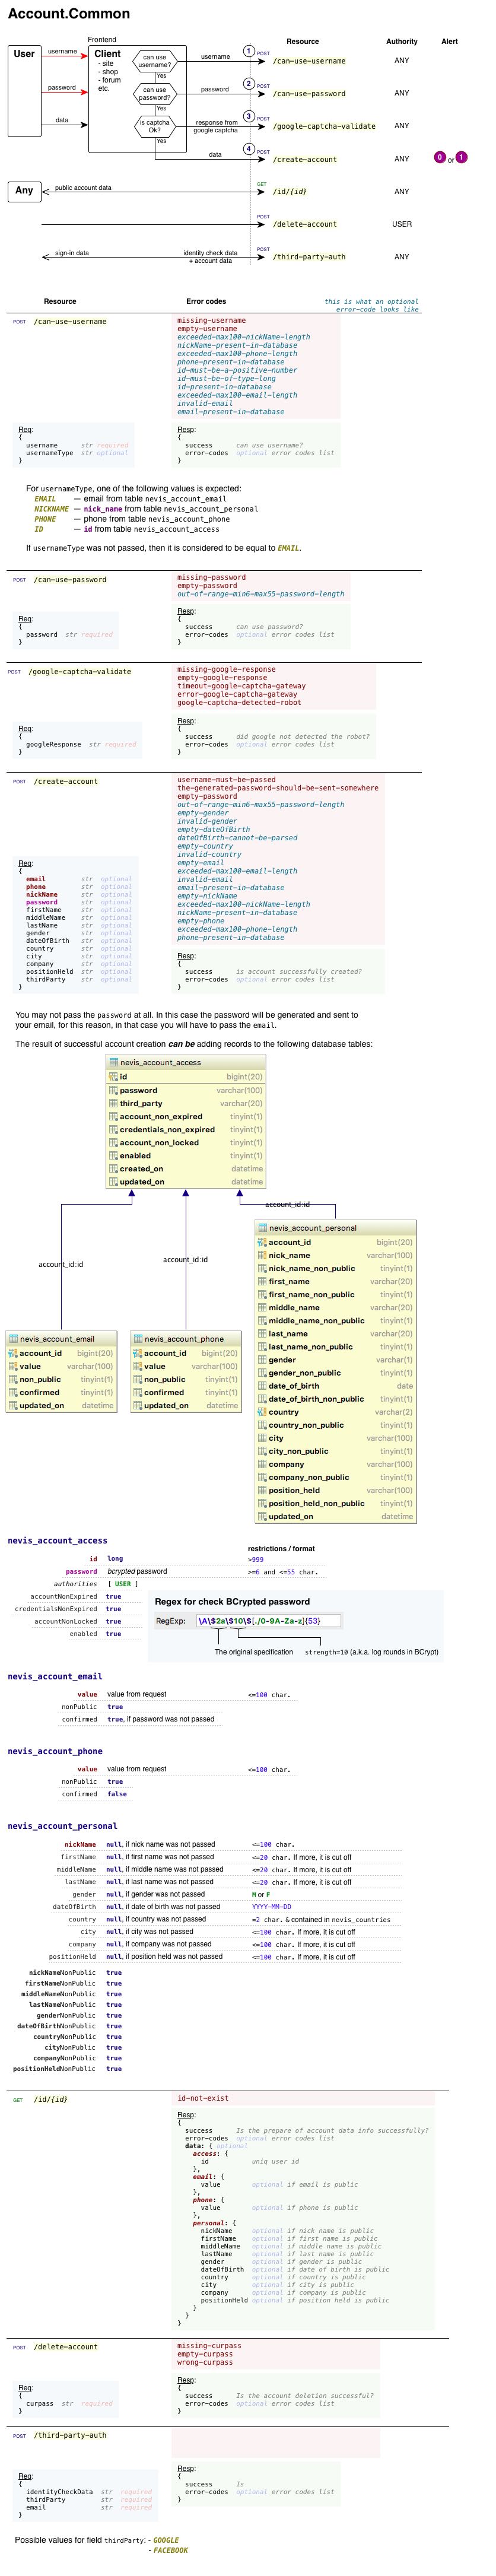 Account.Common
Frontend
Resource Authority Alert
User username Client can use username? username 1 POST /can-use-username ANY
- site
- shop
- forum
etc.
Yes
password can use password? password 2 POST /can-use-password ANY
Yes
data is captcha Ok? response from google captcha 3 POST /google-captcha-validate ANY
Yes
data 4 POST /create-account ANY 0 or 1
Any public account data GET /id/{id} ANY
POST /delete-account USER
sign-in data identity check data + account data POST /third-party-auth ANY
Resource Error codes this is what an optional
error-code looks like
POST /can-use-username missing-username
empty-username
exceeded-max100-nickName-length
nickName-present-in-database
exceeded-max100-phone-length
phone-present-in-database
id-must-be-a-positive-number
id-must-be-of-type-long
id-present-in-database
exceeded-max100-email-length
invalid-email
email-present-in-database
Req:
{
username str required
usernameType str optional
}
Resp:
{
success can use username?
error-codes optional error codes list
}
For usernameType, one of the following values is expected:
EMAIL — email from table nevis_account_email
NICKNAME — nick_name from table nevis_account_personal
PHONE — phone from table nevis_account_phone
ID — id from table nevis_account_access
If usernameType was not passed, then it is considered to be equal to EMAIL.
POST /can-use-password missing-password
empty-password
out-of-range-min6-max55-password-length
Req:
{
password str required
}
Resp:
{
success can use password?
error-codes optional error codes list
}
POST /google-captcha-validate missing-google-response
empty-google-response
timeout-google-captcha-gateway
error-google-captcha-gateway
google-captcha-detected-robot
Req:
{
googleResponse str required
}
Resp:
{
success did google not detected the robot?
error-codes optional error codes list
}
POST /create-account username-must-be-passed
the-generated-password-should-be-sent-somewhere
empty-password
out-of-range-min6-max55-password-length
empty-gender
invalid-gender
empty-dateOfBirth
dateOfBirth-cannot-be-parsed
empty-country
invalid-country
empty-email
exceeded-max100-email-length
invalid-email
email-present-in-database
empty-nickName
exceeded-max100-nickName-length
nickName-present-in-database
empty-phone
exceeded-max100-phone-length
phone-present-in-database
Req:
{
email str optional
phone str optional
nickName str optional
password str optional
firstName str optional
middleName str optional
lastName str optional
gender str optional
dateOfBirth str optional
country str optional
city str optional
company str optional
positionHeld str optional
thirdParty str optional
}
Resp:
{
success is account successfully created?
error-codes optional error codes list
}
You may not pass the password at all. In this case the password will be generated and sent to
your email, for this reason, in that case you will have to pass the email.
The result of successful account creation can be adding records to the following database tables:
nevis_account_access
id bigint(20)
password varchar(100)
third_party varchar(20)
account_non_expired tinyint(1)
credentials_non_expired tinyint(1)
account_non_locked tinyint(1)
enabled tinyint(1)
created_on datetime
updated_on datetime
account_id:id
account_id:id
account_id:id
nevis_account_personal
account_id bigint(20)
nick_name varchar(100)
nick_name_non_public tinyint(1)
first_name varchar(20)
first_name_non_public tinyint(1)
middle_name varchar(20)
middle_name_non_public tinyint(1)
last_name varchar(20)
last_name_non_public tinyint(1)
gender varchar(1)
gender_non_public tinyint(1)
date_of_birth date
date_of_birth_non_public tinyint(1)
country varchar(2)
country_non_public tinyint(1)
city varchar(100)
city_non_public tinyint(1)
company varchar(100)
company_non_public tinyint(1)
position_held varchar(100)
position_held_non_public tinyint(1)
updated_on datetime
nevis_account_email
account_id bigint(20)
value varchar(100)
non_public tinyint(1)
confirmed tinyint(1)
updated_on datetime
nevis_account_phone
account_id bigint(20)
value varchar(100)
non_public tinyint(1)
confirmed tinyint(1)
updated_on datetime
nevis_account_access
restrictions / format
id long >999
password bcrypted password >=6 and <=55 char.
authorities [ USER ]
accountNonExpired true
credentialsNonExpired true
accountNonLocked true
enabled true
Regex for check BCrypted password
RegExp: \A\$2a\$10\$[./0-9A-Za-z]{53}
The original specification strength=10 (a.k.a. log rounds in BCrypt)
nevis_account_email
value value from request <=100 char.
nonPublic true
confirmed true, if password was not passed
nevis_account_phone
value value from request <=100 char.
nonPublic true
confirmed false
nevis_account_personal
nickName null, if nick name was not passed <=100 char.
firstName null, if first name was not passed <=20 char. If more, it is cut off
middleName null, if middle name was not passed <=20 char. If more, it is cut off
lastName null, if last name was not passed <=20 char. If more, it is cut off
gender null, if gender was not passed M or F
dateOfBirth null, if date of birth was not passed YYYY-MM-DD
country null, if country was not passed =2 char. & contained in nevis_countries
city null, if city was not passed <=100 char. If more, it is cut off
company null, if company was not passed <=100 char. If more, it is cut off
positionHeld null, if position held was not passed <=100 char. If more, it is cut off
nickNameNonPublic true
firstNameNonPublic true
middleNameNonPublic true
lastNameNonPublic true
genderNonPublic true
dateOfBirthNonPublic true
countryNonPublic true
cityNonPublic true
companyNonPublic true
positionHeldNonPublic true
GET /id/{id} id-not-exist
Resp:
{
success Is the prepare of account data info successfully?
error-codes optional error codes list
data: { optional
access: {
id uniq user id
},
email: {
value optional if email is public
},
phone: {
value optional if phone is public
},
personal: {
nickName optional if nick name is public
firstName optional if first name is public
middleName optional if middle name is public
lastName optional if last name is public
gender optional if gender is public
dateOfBirth optional if date of birth is public
country optional if country is public
city optional if city is public
company optional if company is public
positionHeld optional if position held is public
}
}
}
POST /delete-account missing-curpass
empty-curpass
wrong-curpass
Req:
{
curpass str required
}
Resp:
{
success Is the account deletion successful?
error-codes optional error codes list
}
POST /third-party-auth
Req:
{
identityCheckData str required
thirdParty str required
email str required
}
Resp:
{
success Is
error-codes optional error codes list
}
Possible values for field thirdParty: - GOOGLE
- FACEBOOK